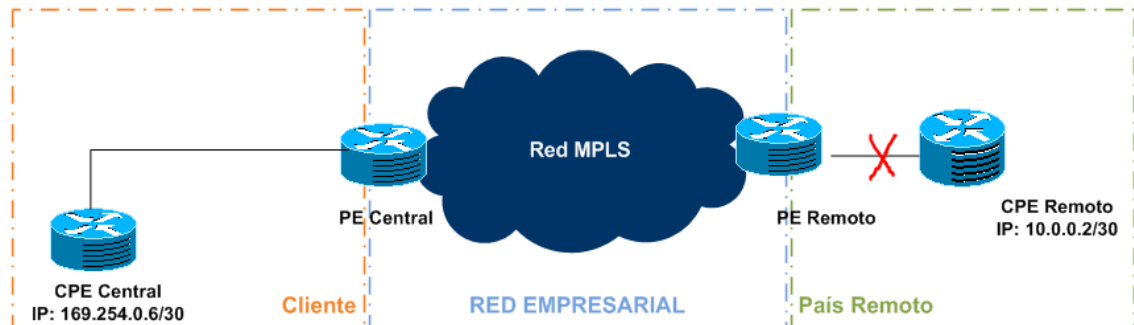 Red MPLS
PE Central
PE Remoto
CPE Remoto
IP: 10.0.0.2/30
CPE Central
IP: 169.254.0.6/30
Cliente
RED EMPRESARIAL
País Remoto